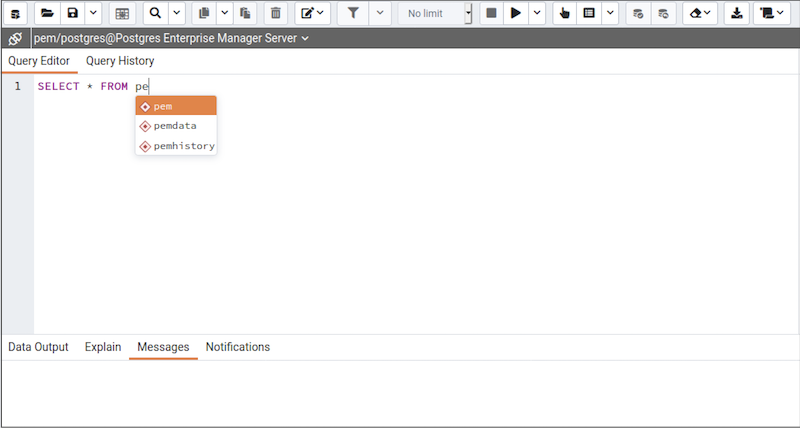 No limit
pem/postgres@Postgres Enterprise Manager Server
Query Editor Query History
1 SELECT * FROM pe
pem
pemdata
pemhistory
Data Output Explain Messages Notifications